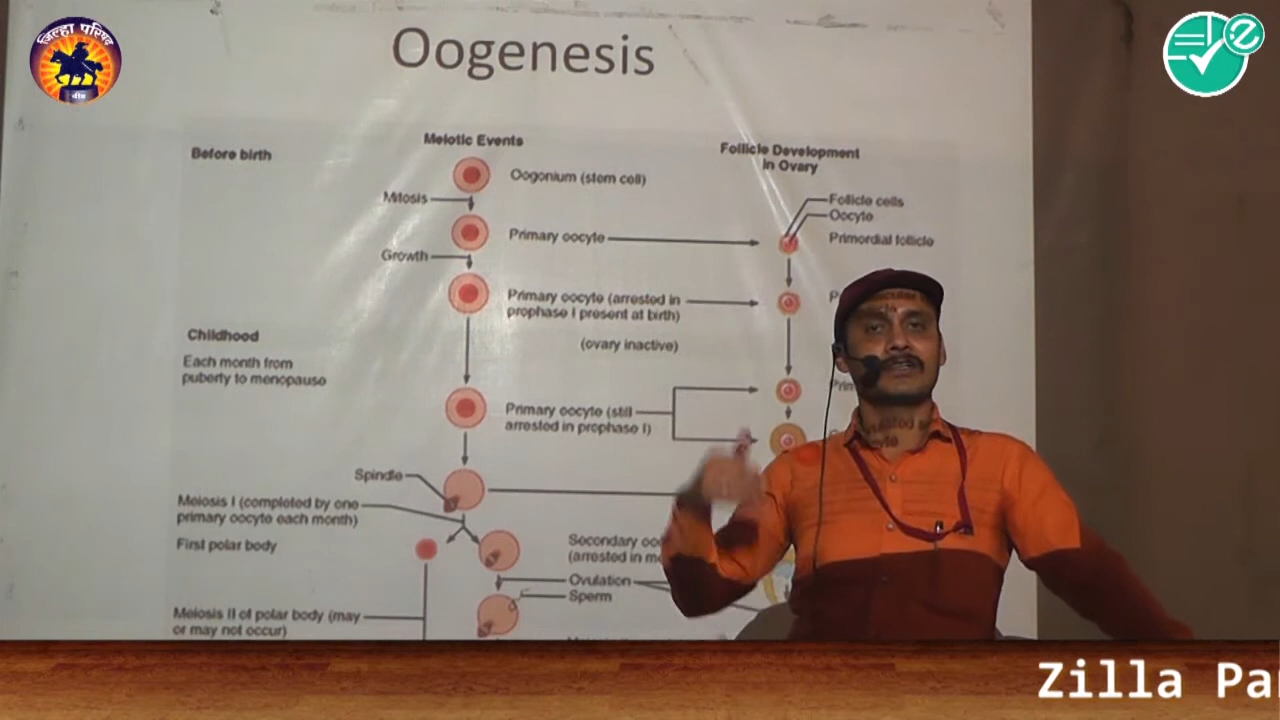 जिल्हा परिषद
बीड
Oogenesis
Before birth
Meiotic Events
Follicle Development
in Ovary
Oogonium (stem cell)
Mitosis
Follicle cells
Oocyte
Primary oocyte
Primordial follicle
Growth
Primary oocyte (arrested in
prophase I present at birth)
(ovary inactive)
Childhood
Each month from
puberty to menopause
Primary oocyte (still
arrested in prophase I)
Spindle
Meiosis I (completed by one
primary oocyte each month)
First polar body
Secondary
(arrested in
Ovulation
Sperm
Meiosis II of polar body (may
or may not occur)
Zilla Pa